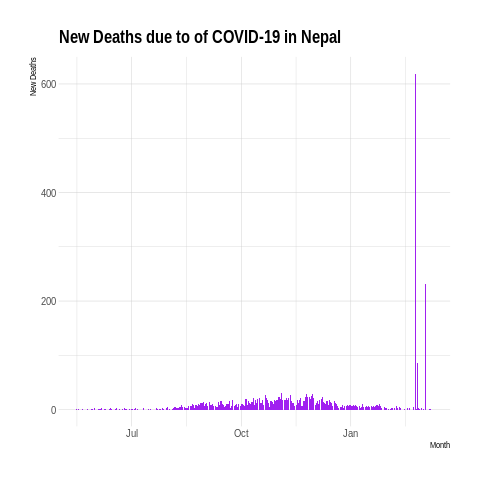 New Deaths due to of COVID-19 in Nepal
New Deaths
600
400
200
0
Jul Oct Jan
Month